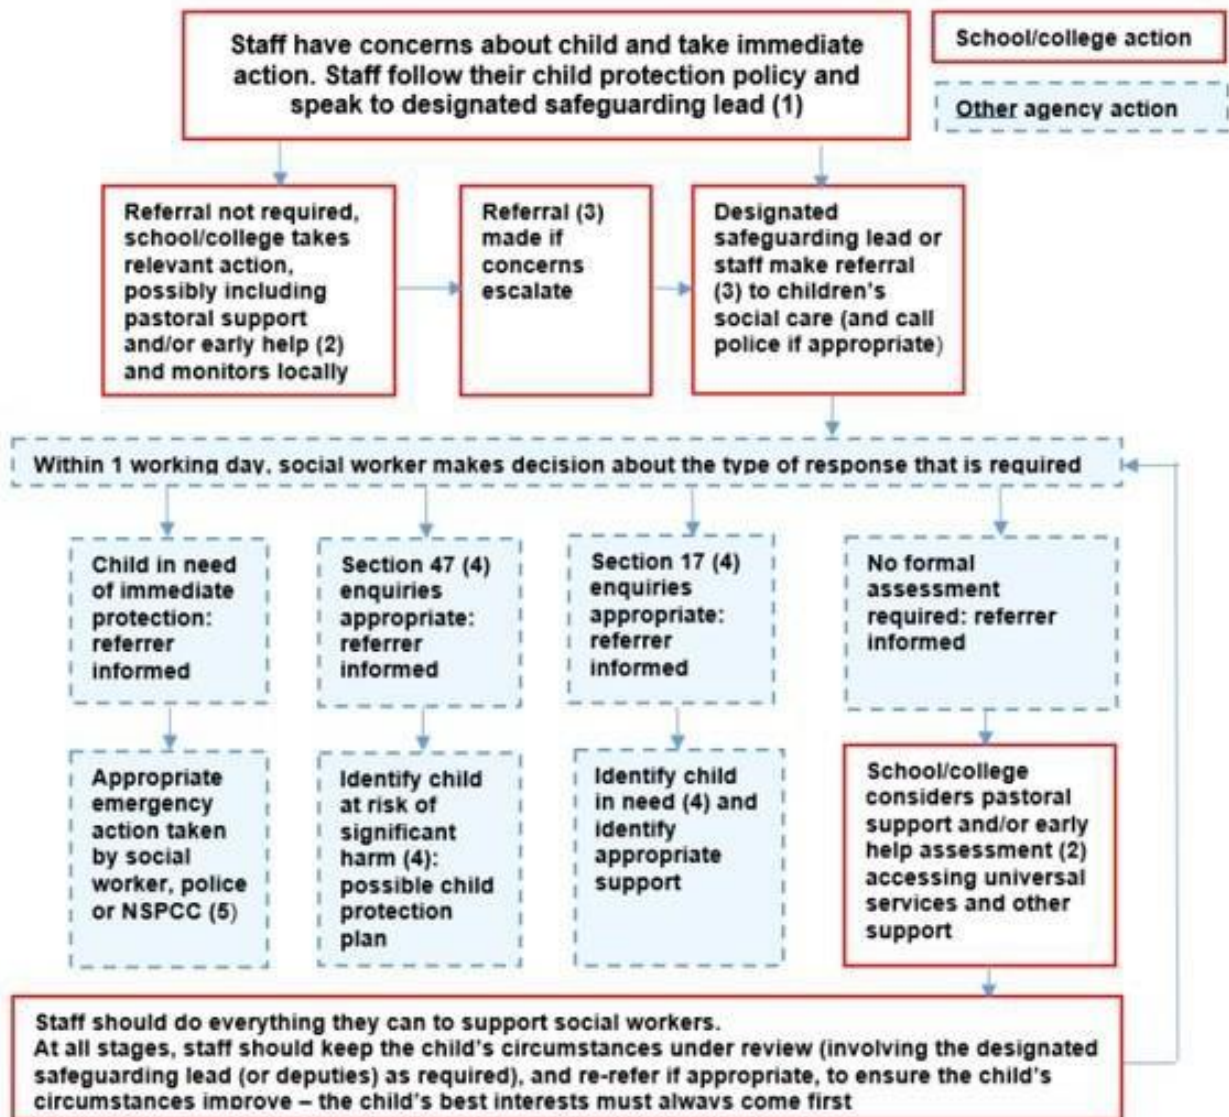 Staff have concerns about child and take immediate
action. Staff follow their child protection policy and
speak to designated safeguarding lead (1)
School/college action
Other agency action
Referral not required,
school/college takes
relevant action,
possibly including
pastoral support
and/or early help (2)
and monitors locally
Referral (3)
made if
concerns
escalate
Designated
safeguarding lead or
staff make referral
(3) to children's
social care (and call
police if appropriate)
Within 1 working day, social worker makes decision about the type of response that is required
Child in need
of immediate
protection:
referrer
informed
Section 47 (4)
enquiries
appropriate:
referrer
informed
Section 17 (4)
enquiries
appropriate:
referrer
informed
No formal
assessment
required: referrer
informed
Appropriate
emergency
action taken
by social
worker, police
or NSPCC (5)
Identify child
at risk of
significant
harm (4):
possible child
protection
plan
Identify child
in need (4) and
identify
appropriate
support
School/college
considers pastoral
support and/or early
help assessment (2)
accessing universal
services and other
support
Staff should do everything they can to support social workers.
At all stages, staff should keep the child's circumstances under review (involving the designated
safeguarding lead (or deputies) as required), and re-refer if appropriate, to ensure the child's
circumstances improve – the child's best interests must always come first